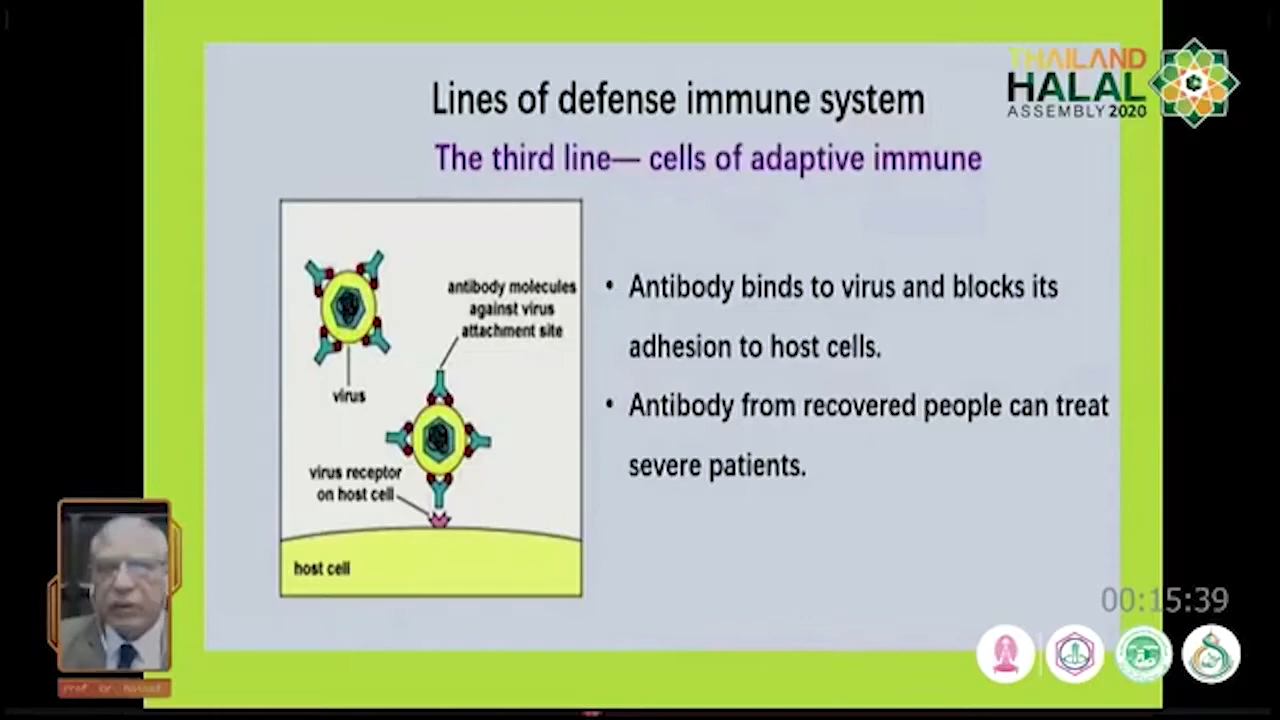 THAILAND
HALAL
ASSEMBLY 2020
Lines of defense immune system
The third line— cells of adaptive immune
antibody molecules
against virus
attachment site
virus
virus receptor
on host cell
host cell
• Antibody binds to virus and blocks its
adhesion to host cells.
• Antibody from recovered people can treat
severe patients.
00:15:39
Prof Dr